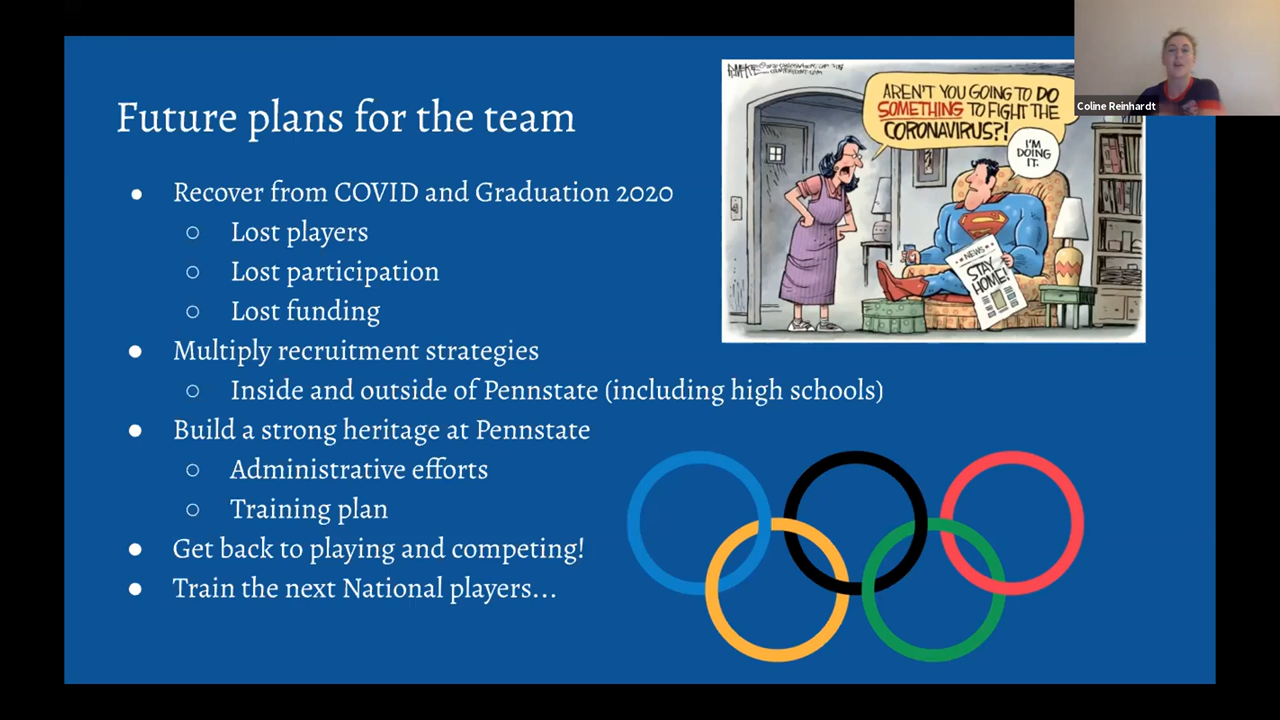 Future plans for the team
● Recover from COVID and Graduation 2020
○ Lost players
○ Lost participation
○ Lost funding
● Multiply recruitment strategies
○ Inside and outside of Pennstate (including high schools)
● Build a strong heritage at Pennstate
○ Administrative efforts
○ Training plan
● Get back to playing and competing!
● Train the next National players...
AREN'T YOU GOING TO DO
SOMETHING TO FIGHT THE
CORONAVIRUS?!
I'M
DOING
IT.
NEWS
STAY
HOME!
Coline Reinhardt